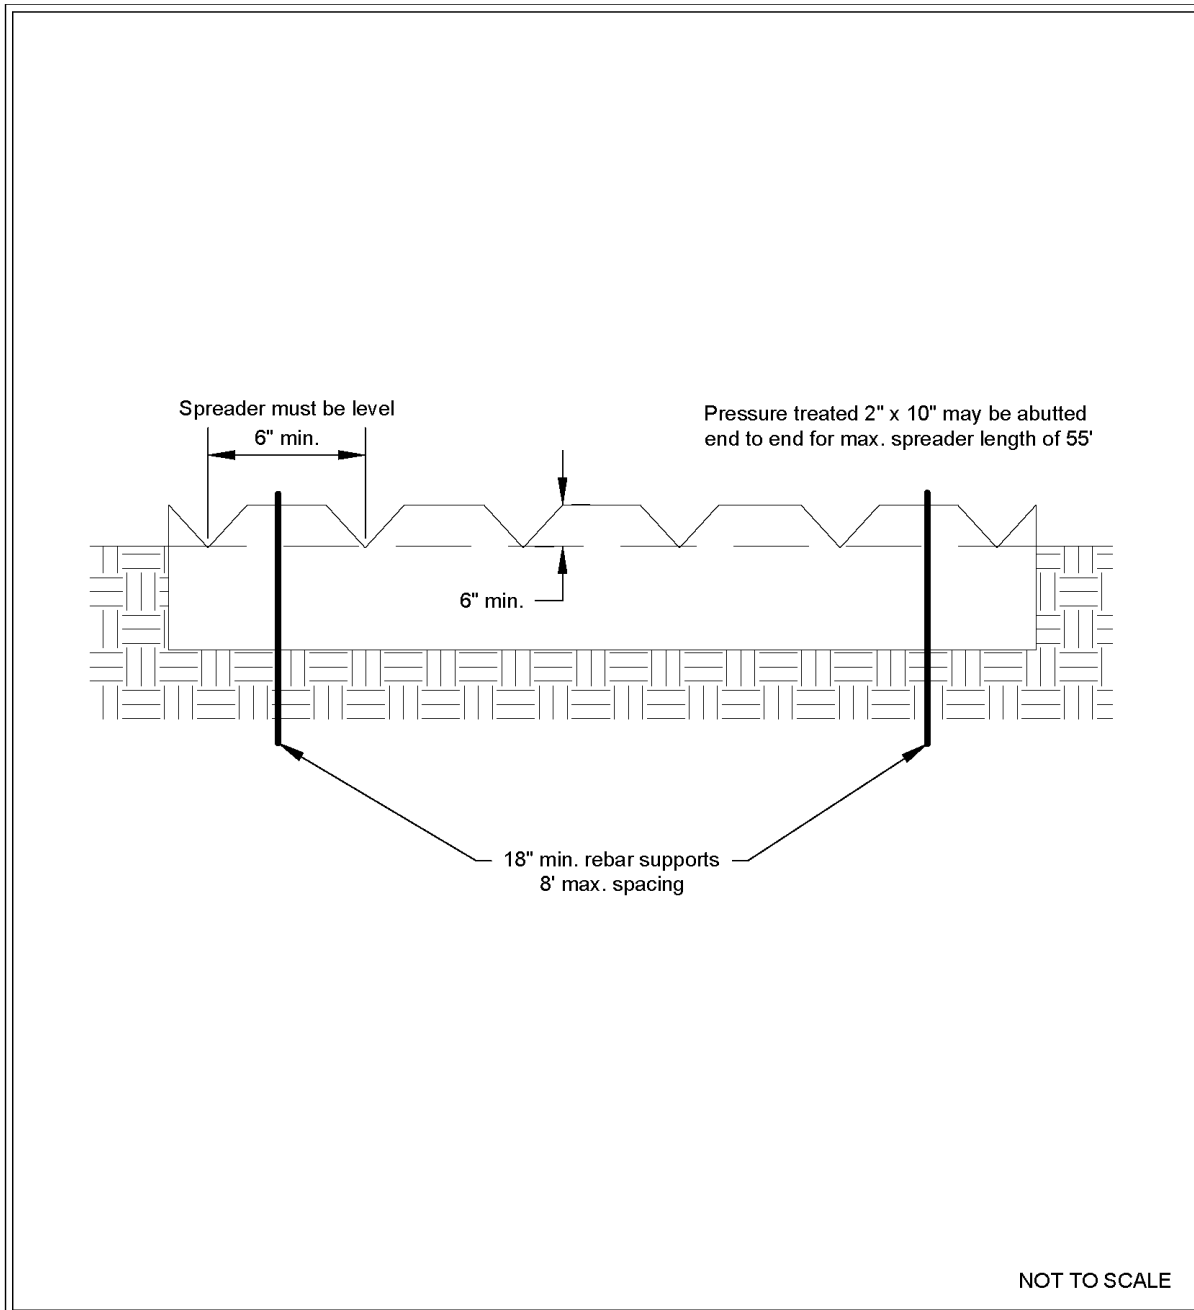 Spreader must be level
6" min.
Pressure treated 2" x 10" may be abutted
end to end for max. spreader length of 55'
6" min.
18" min. rebar supports
8' max. spacing
NOT TO SCALE